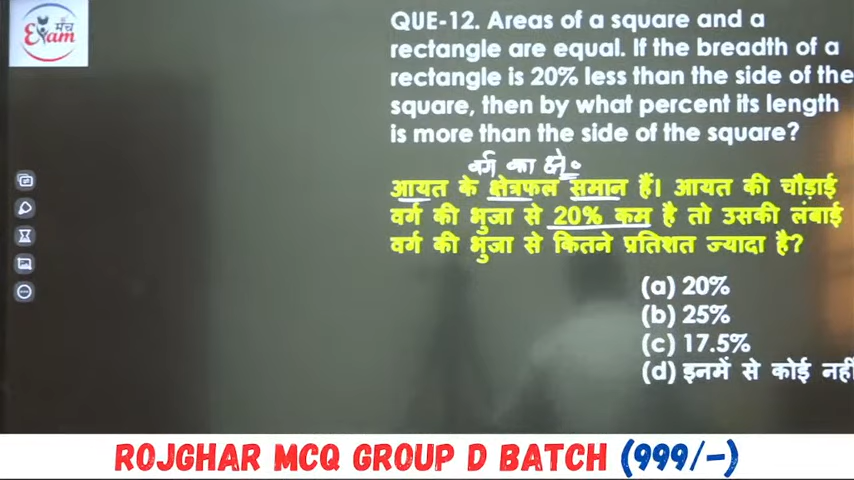 मंच
Exam
QUE-12. Areas of a square and a
rectangle are equal. If the breadth of a
rectangle is 20% less than the side of the
square, then by what percent its length
is more than the side of the square?
वर्ग का क्षे०
आयत के क्षेत्रफल समान हैं। आयत की चौड़ाई
वर्ग की भुजा से 20% कम है तो उसकी लंबाई
वर्ग की भुजा से कितने प्रतिशत ज्यादा है?
(a) 20%
(b) 25%
(c) 17.5%
(d) इनमें से कोई नहीं
ROJGHAR MCQ GROUP D BATCH (999/-)